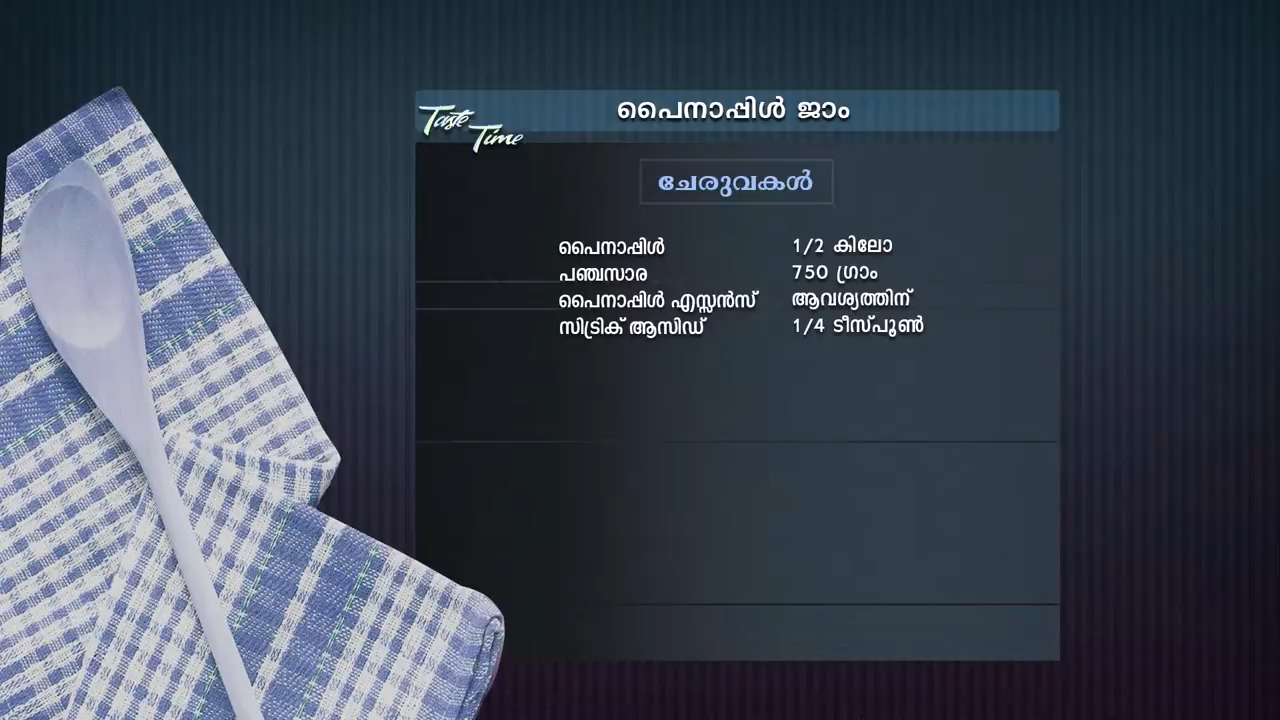 പൈനാപ്പിൾ ജാം
Taste
Time
ചേരുവകൾ
പൈനാപ്പിൾ 1/2 കിലോ
പഞ്ചസാര 750 ഗ്രാം
പൈനാപ്പിൾ എസ്സൻസ് ആവശ്യത്തിന്
സിട്രിക് ആസിഡ് 1/4 ടീസ്പൂൺ